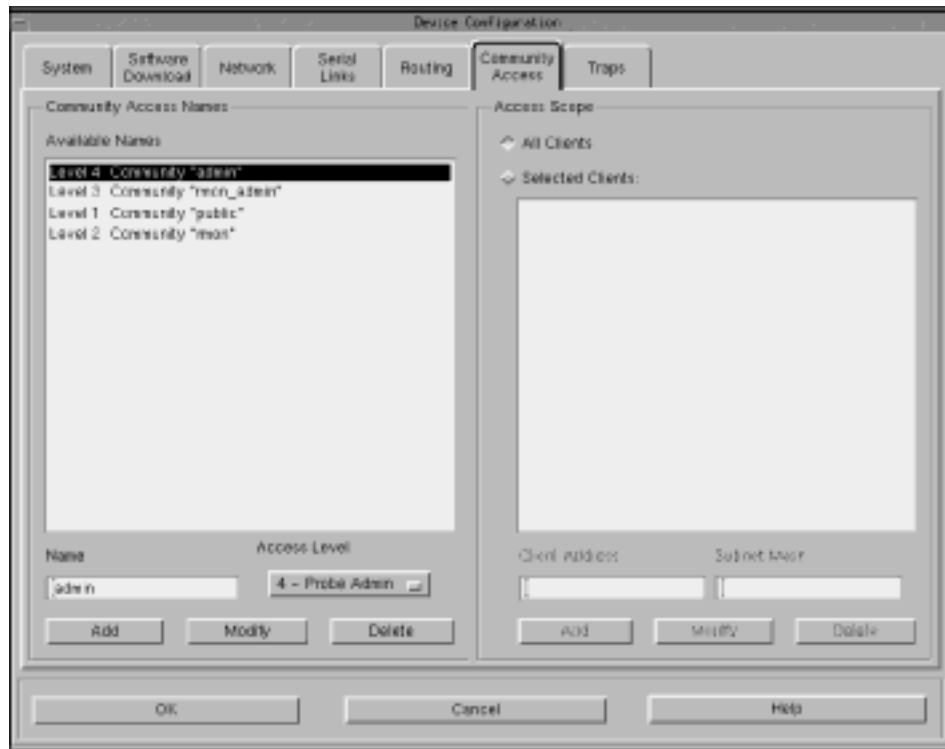 Device Configuration
System
Software Download
Network
Serial Links
Routing
Community Access
Traps
Community Access Names
Available Names
Level 4 Community "admin"
Level 3 Community "rmon_admin"
Level 1 Community "public"
Level 2 Community "rmon"
Name
Access Level
admin
4 - Probe Admin
Add
Modify
Delete
Access Scope
All Clients
Selected Clients:
Client Address
Subnet Mask
Add
Modify
Delete
OK
Cancel
Help